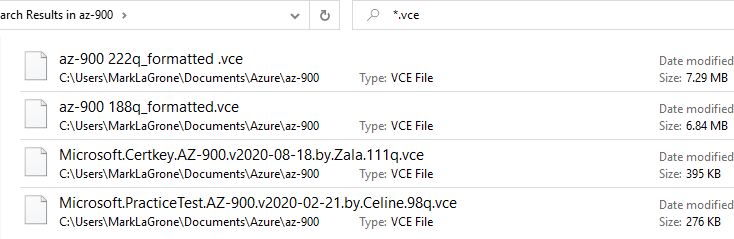 arch Results in az-900
*.vce
az-900 222q_formatted .vce
Date modified
C:\Users\MarkLaGrone\Documents\Azure\az-900 Type: VCE File Size: 7.29 MB
az-900 188q_formatted.vce
Date modified
C:\Users\MarkLaGrone\Documents\Azure\az-900 Type: VCE File Size: 6.84 MB
Microsoft.Certkey.AZ-900.v2020-08-18.by.Zala.111q.vce
Date modified
C:\Users\MarkLaGrone\Documents\Azure\az-900 Type: VCE File Size: 395 KB
Microsoft.PracticeTest.AZ-900.v2020-02-21.by.Celine.98q.vce
Date modified
C:\Users\MarkLaGrone\Documents\Azure\az-900 Type: VCE File Size: 276 KB